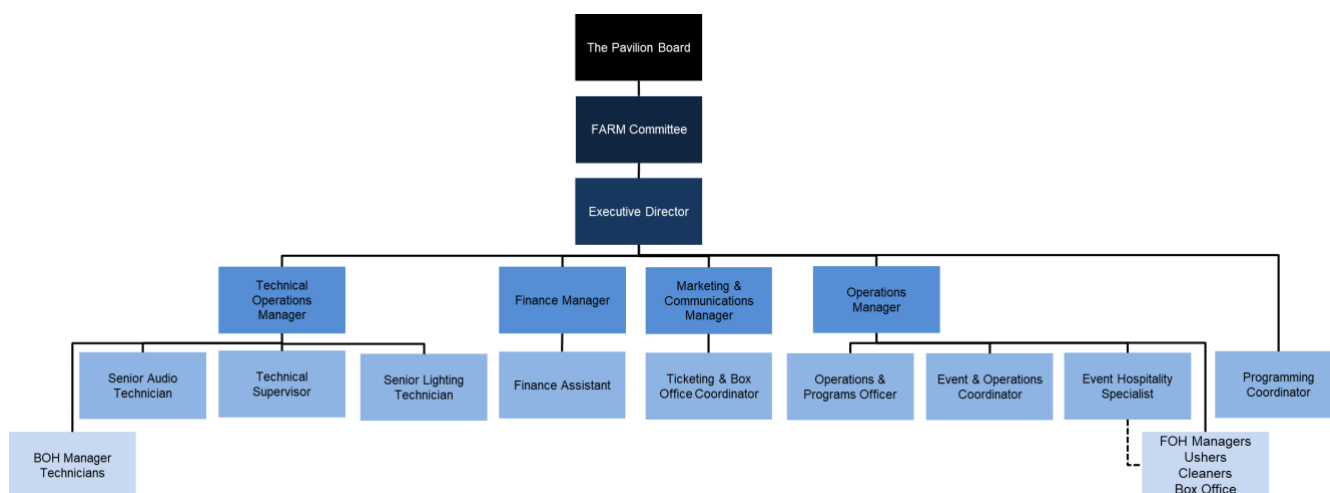 The Pavilion Board
FARM Committee
Executive Director
Technical
Operations
Manager
Finance Manager
Marketing &
Communications
Manager
Operations
Manager
Senior Audio
Technician
Technical
Supervisor
Senior Lighting
Technician
Finance Assistant
Ticketing & Box
Office Coordinator
Operations &
Programs Officer
Event & Operations
Coordinator
Event Hospitality
Specialist
Programming
Coordinator
BOH Manager
Technicians
FOH Managers
Ushers
Cleaners
Box Office